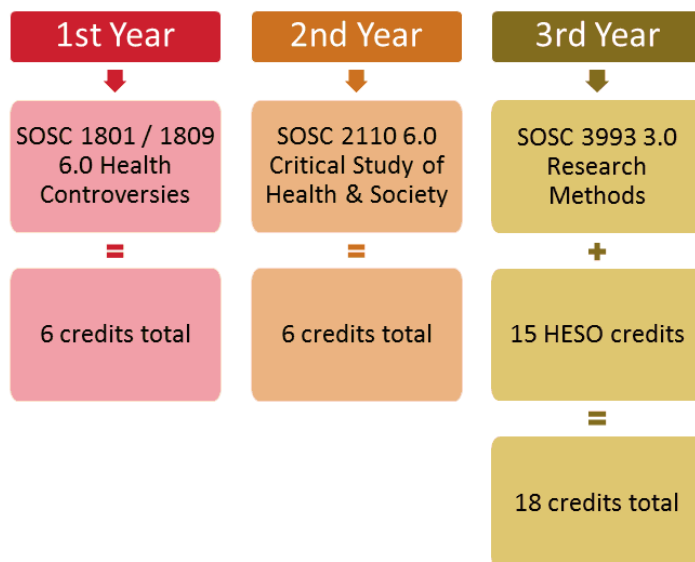 1st Year
SOSC 1801 / 1809
6.0 Health
Controversies
=
6 credits total
2nd Year
SOSC 2110 6.0
Critical Study of
Health & Society
=
6 credits total
3rd Year
SOSC 3993 3.0
Research
Methods
+
15 HESO credits
=
18 credits total